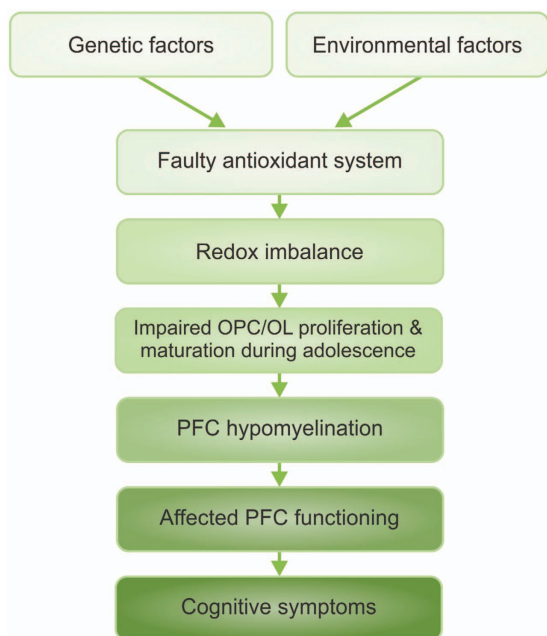 Genetic factors
Environmental factors
Faulty antioxidant system
Redox imbalance
Impaired OPC/OL proliferation &
maturation during adolescence
PFC hypomyelination
Affected PFC functioning
Cognitive symptoms